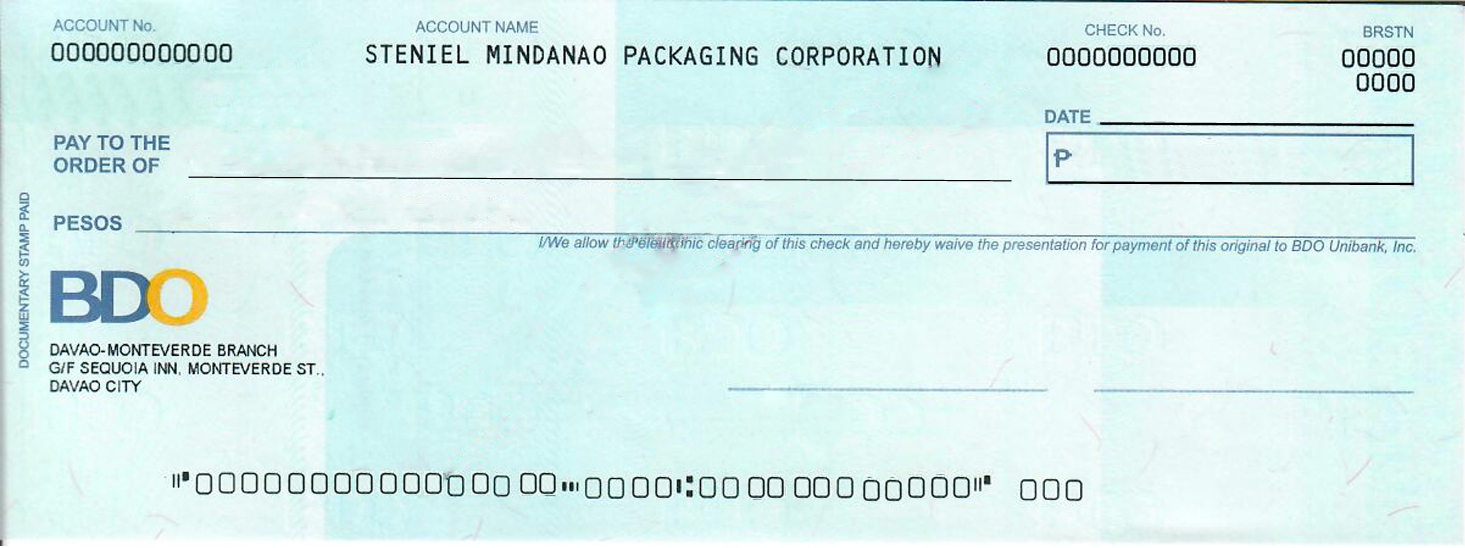 ACCOUNT No.
000000000000
ACCOUNT NAME
STENIEL MINDANAO PACKAGING CORPORATION
CHECK No.
0000000000
BRSTN
00000
0000
DATE
PAY TO THE
ORDER OF
₱
PESOS
I/We allow the electronic clearing of this check and hereby waive the presentation for payment of this original to BDO Unibank, Inc.
DOCUMENTARY STAMP PAID
BDO
DAVAO-MONTEVERDE BRANCH
G/F SEQUOIA INN, MONTEVERDE ST.,
DAVAO CITY
⑈00000000000000 00⑉0000⑆00 00 000 00000⑈ 000